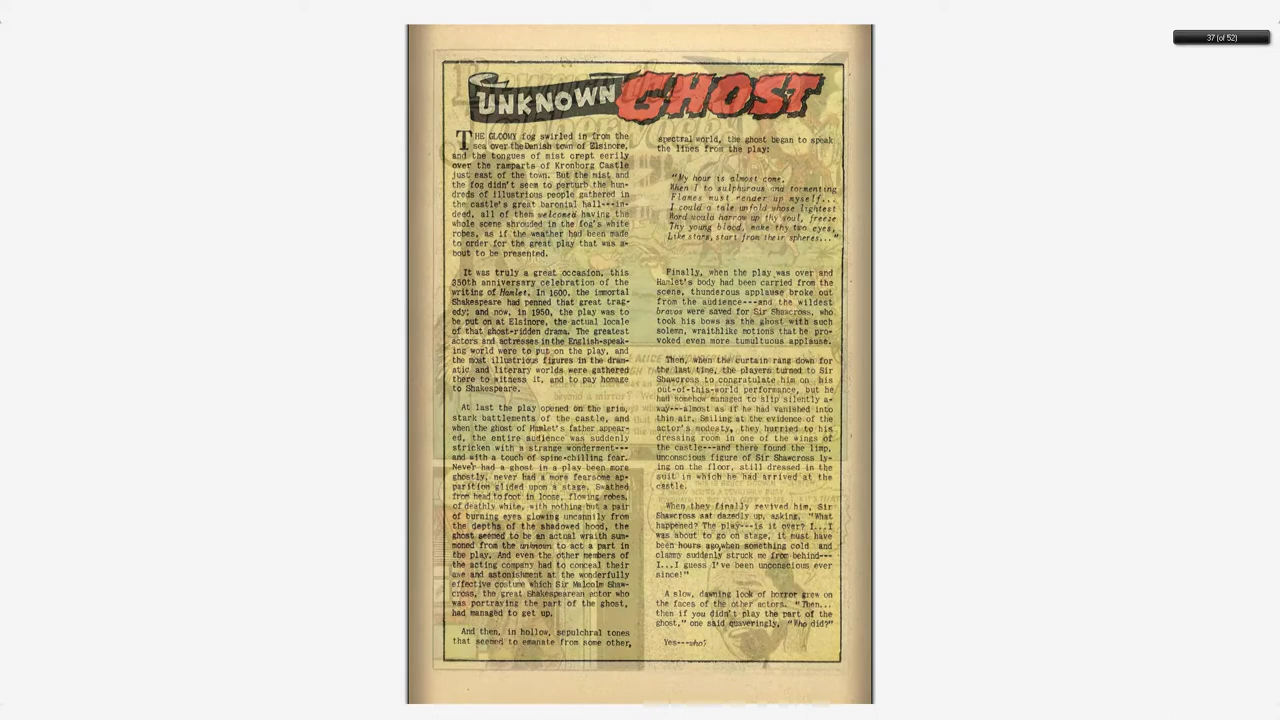 37 (of 52)
UNKNOWN GHOST
THE GLOOMY fog swirled in from the
sea over the Danish town of Elsinore,
and the tongues of mist crept eerily
over the ramparts of Kronborg Castle
just east of the town. But the mist and
the fog didn't seem to perturb the hun-
dreds of illustrious people gathered in
the castle's great baronial hall---in-
deed, all of them welcomed having the
whole scene shrouded in the fog's white
robes, as if the weather had been made
to order for the great play that was a-
bout to be presented.
It was truly a great occasion, this
350th anniversary celebration of the
writing of Hamlet. In 1600, the immortal
Shakespeare had penned that great trag-
edy; and now, in 1950, the play was to
be put on at Elsinore, the actual locale
of that ghost-ridden drama. The greatest
actors and actresses in the English-speak-
ing world were to put on the play, and
the most illustrious figures in the dram-
atic and literary worlds were gathered
there to witness it, and to pay homage
to Shakespeare.
At last the play opened on the grim,
stark battlements of the castle, and
when the ghost of Hamlet's father appear-
ed, the entire audience was suddenly
stricken with a strange wonderment---
and with a touch of spine-chilling fear.
Never had a ghost in a play been more
ghostly, never had a more fearsome ap-
parition glided upon a stage. Swathed
from head to foot in loose, flowing robes,
of deathly white, with nothing but a pair
of burning eyes glowing uncannily from
the depths of the shadowed hood, the
ghost seemed to be an actual wraith sum-
moned from the unknown to act a part in
the play. And even the other members of
the acting company had to conceal their
awe and astonishment at the wonderfully
effective costume which Sir Malcolm Shaw-
cross, the great Shakespearean actor who
was portraying the part of the ghost,
had managed to get up.
And then, in hollow, sepulchral tones
that seemed to emanate from some other,
spectral world, the ghost began to speak
the lines from the play:
"My hour is almost come,
When I to sulphurous and tormenting
Flames must render up myself...
I could a tale unfold whose lightest
Word would harrow up thy soul, freeze
Thy young blood, make thy two eyes,
Like stars, start from their spheres..."
Finally, when the play was over and
Hamlet's body had been carried from the
scene, thunderous applause broke out
from the audience---and the wildest
bravos were saved for Sir Shawcross, who
took his bows as the ghost with such
solemn, wraithlike motions that he pro-
voked even more tumultuous applause.
Then, when the curtain rang down for
the last time, the players turned to Sir
Shawcross to congratulate him on his
out-of-this-world performance, but he
had somehow managed to slip silently a-
way---almost as if he had vanished into
thin air. Smiling at the evidence of the
actor's modesty, they hurried to his
dressing room in one of the wings of
the castle---and there found the limp,
unconscious figure of Sir Shawcross ly-
ing on the floor, still dressed in the
suit in which he had arrived at the
castle.
When they finally revived him, Sir
Shawcross sat dazedly up, asking, "What
happened? The play---is it over? I...I
was about to go on stage, it must have
been hours ago, when something cold and
clammy suddenly struck me from behind---
I...I guess I've been unconscious ever
since!"
A slow, dawning look of horror grew on
the faces of the other actors. "Then...
then if you didn't play the part of the
ghost," one said quaveringly, "Who did?"
Yes---who?